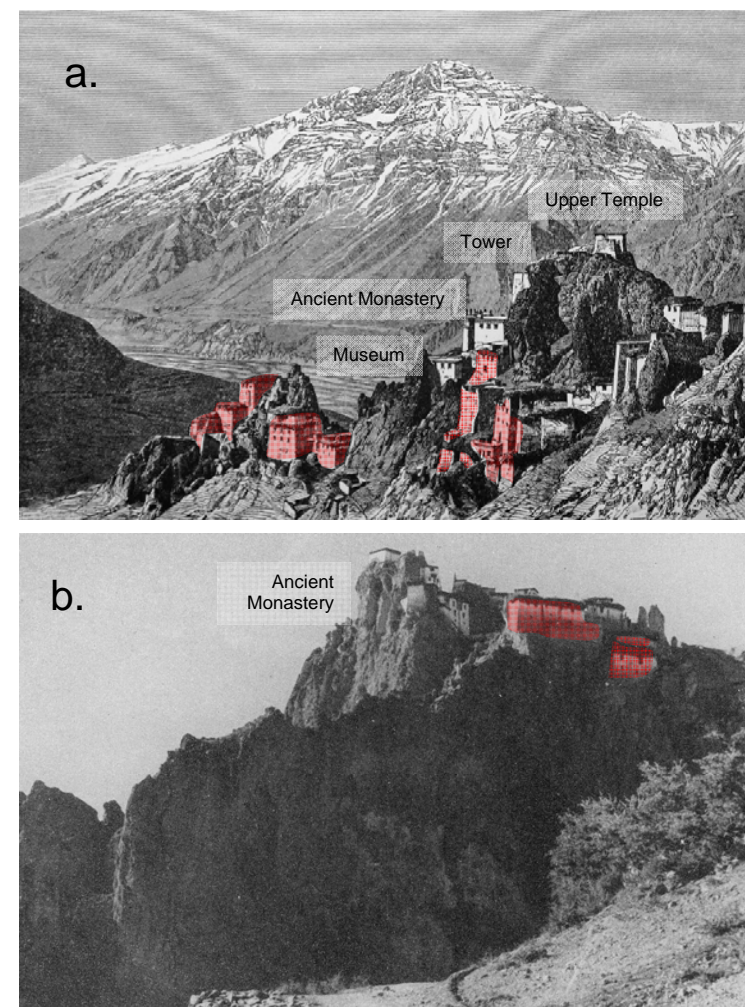 a.
Upper Temple
Tower
Ancient Monastery
Museum
b.
Ancient
Monastery